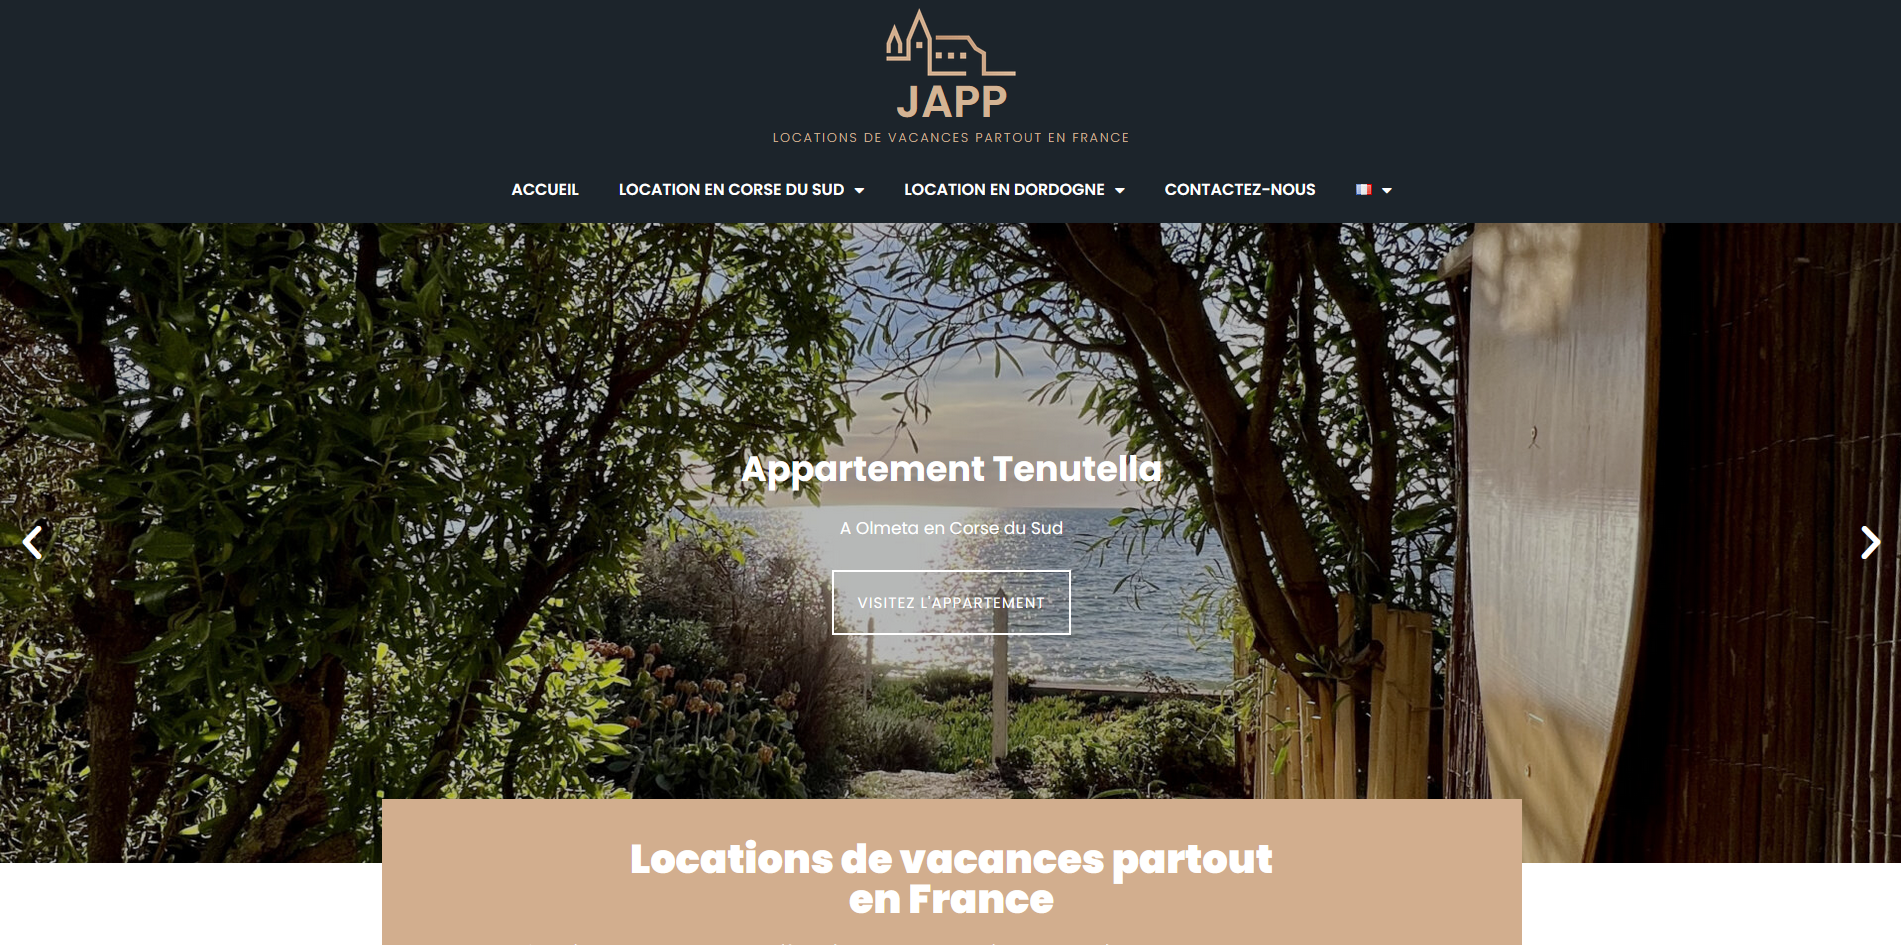 JAPP
LOCATIONS DE VACANCES PARTOUT EN FRANCE
ACCUEIL
LOCATION EN CORSE DU SUD
LOCATION EN DORDOGNE
CONTACTEZ-NOUS
Appartement Tenutella
A Olmeta en Corse du Sud
VISITEZ L'APPARTEMENT
Locations de vacances partout
en France